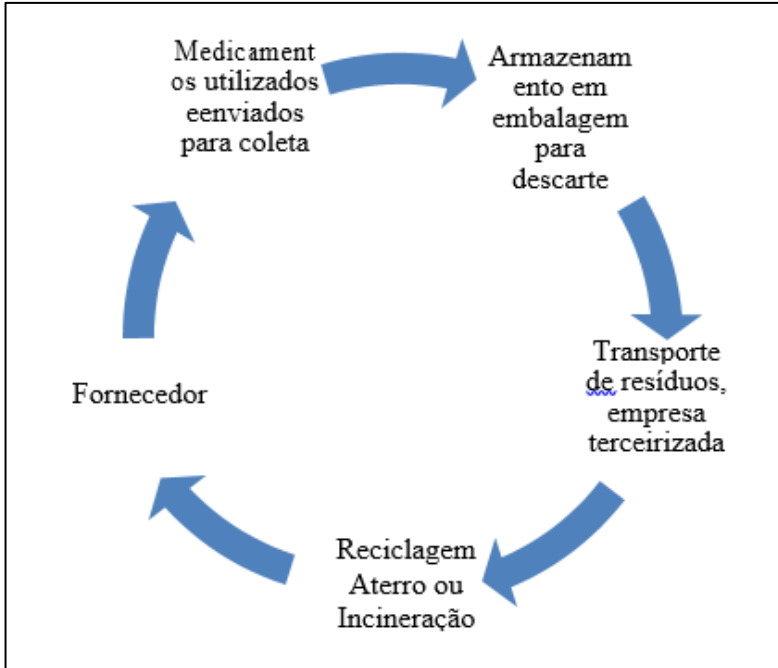 Medicament
os utilizados
eenviados
para coleta
Armazenam
ento em
embalagem
para
descarte
Transporte
de resíduos,
empresa
terceirizada
Reciclagem
Aterro ou
Incineração
Fornecedor